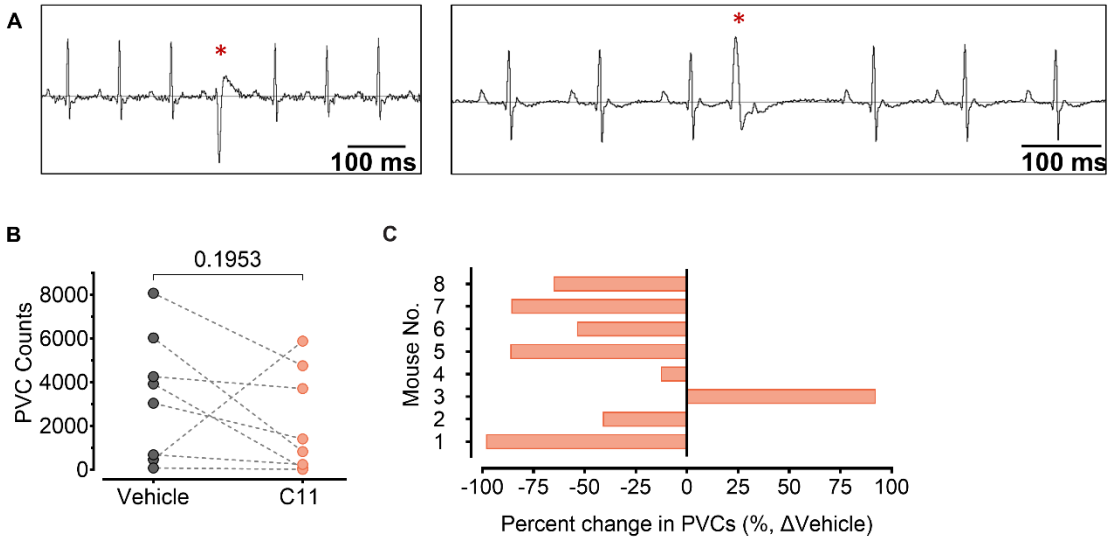 A
*
*
100 ms
100 ms
B
C
0.1953
PVC Counts
8000
6000
4000
2000
0
Vehicle
C11
Mouse No.
8
7
6
5
4
3
2
1
-100 -75 -50 -25 0 25 50 75 100
Percent change in PVCs (%, ΔVehicle)